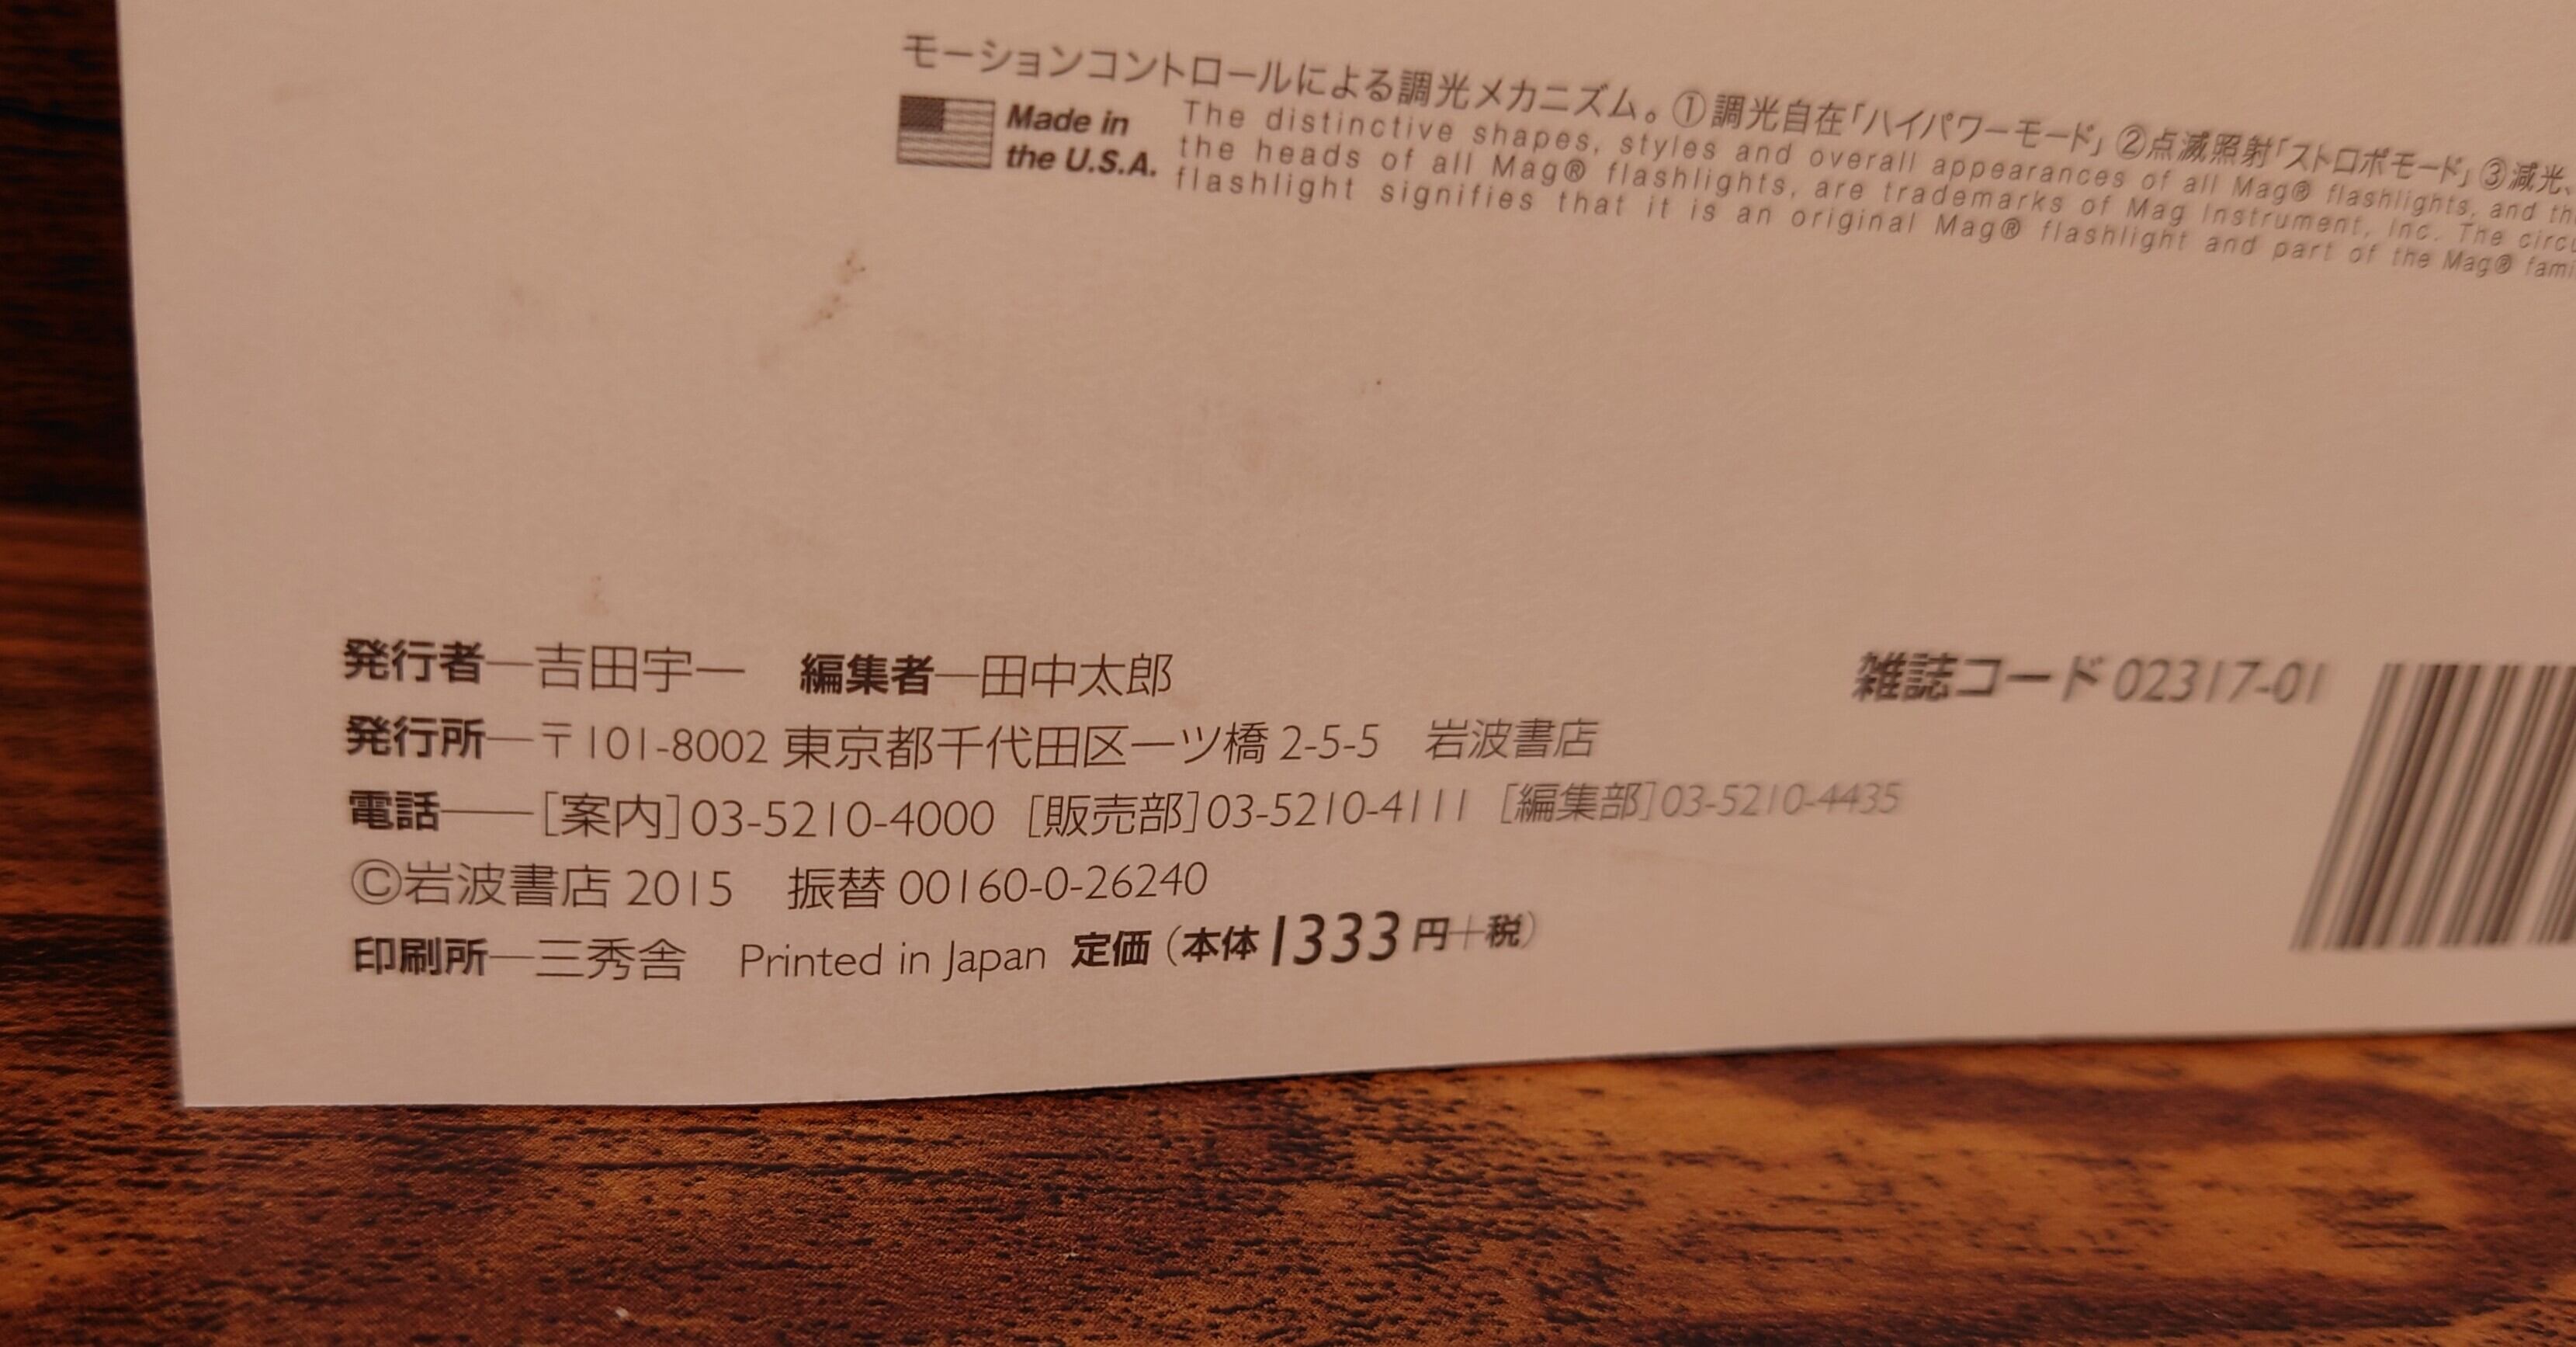 モーションコントロールによる調光メカニズム。①調光自在「ハイパワーモード」②点滅照射「ストロボモード」③減光、
Made in
the U.S.A.
The distinctive shapes, styles and overall appearances of all Mag® flashlights, and the
the heads of all Mag® flashlights, are trademarks of Mag Instrument, Inc. The
flashlight signifies that it is an original Mag® flashlight and part of the Mag®
発行者—吉田宇一 編集者—田中太郎
発行所—〒101-8002 東京都千代田区一ツ橋 2-5-5 岩波書店
電話——[案内]03-5210-4000 [販売部]03-5210-4111 [編集部]03-5210-4435
©岩波書店 2015 振替 00160-0-26240
印刷所—三秀舎 Printed in Japan 定価(本体 1333 円+税)
雑誌コード 02317-01